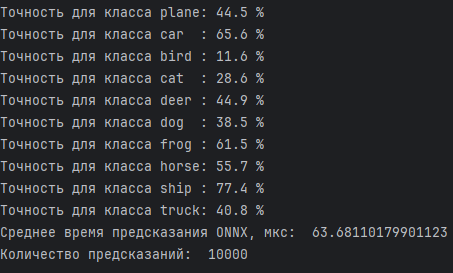 Точность для класса plane: 44.5 %
Точность для класса car  : 65.6 %
Точность для класса bird : 11.6 %
Точность для класса cat  : 28.6 %
Точность для класса deer : 44.9 %
Точность для класса dog  : 38.5 %
Точность для класса frog : 61.5 %
Точность для класса horse: 55.7 %
Точность для класса ship : 77.4 %
Точность для класса truck: 40.8 %
Среднее время предсказания ONNX, мкс:  63.68110179901123
Количество предсказаний:  10000